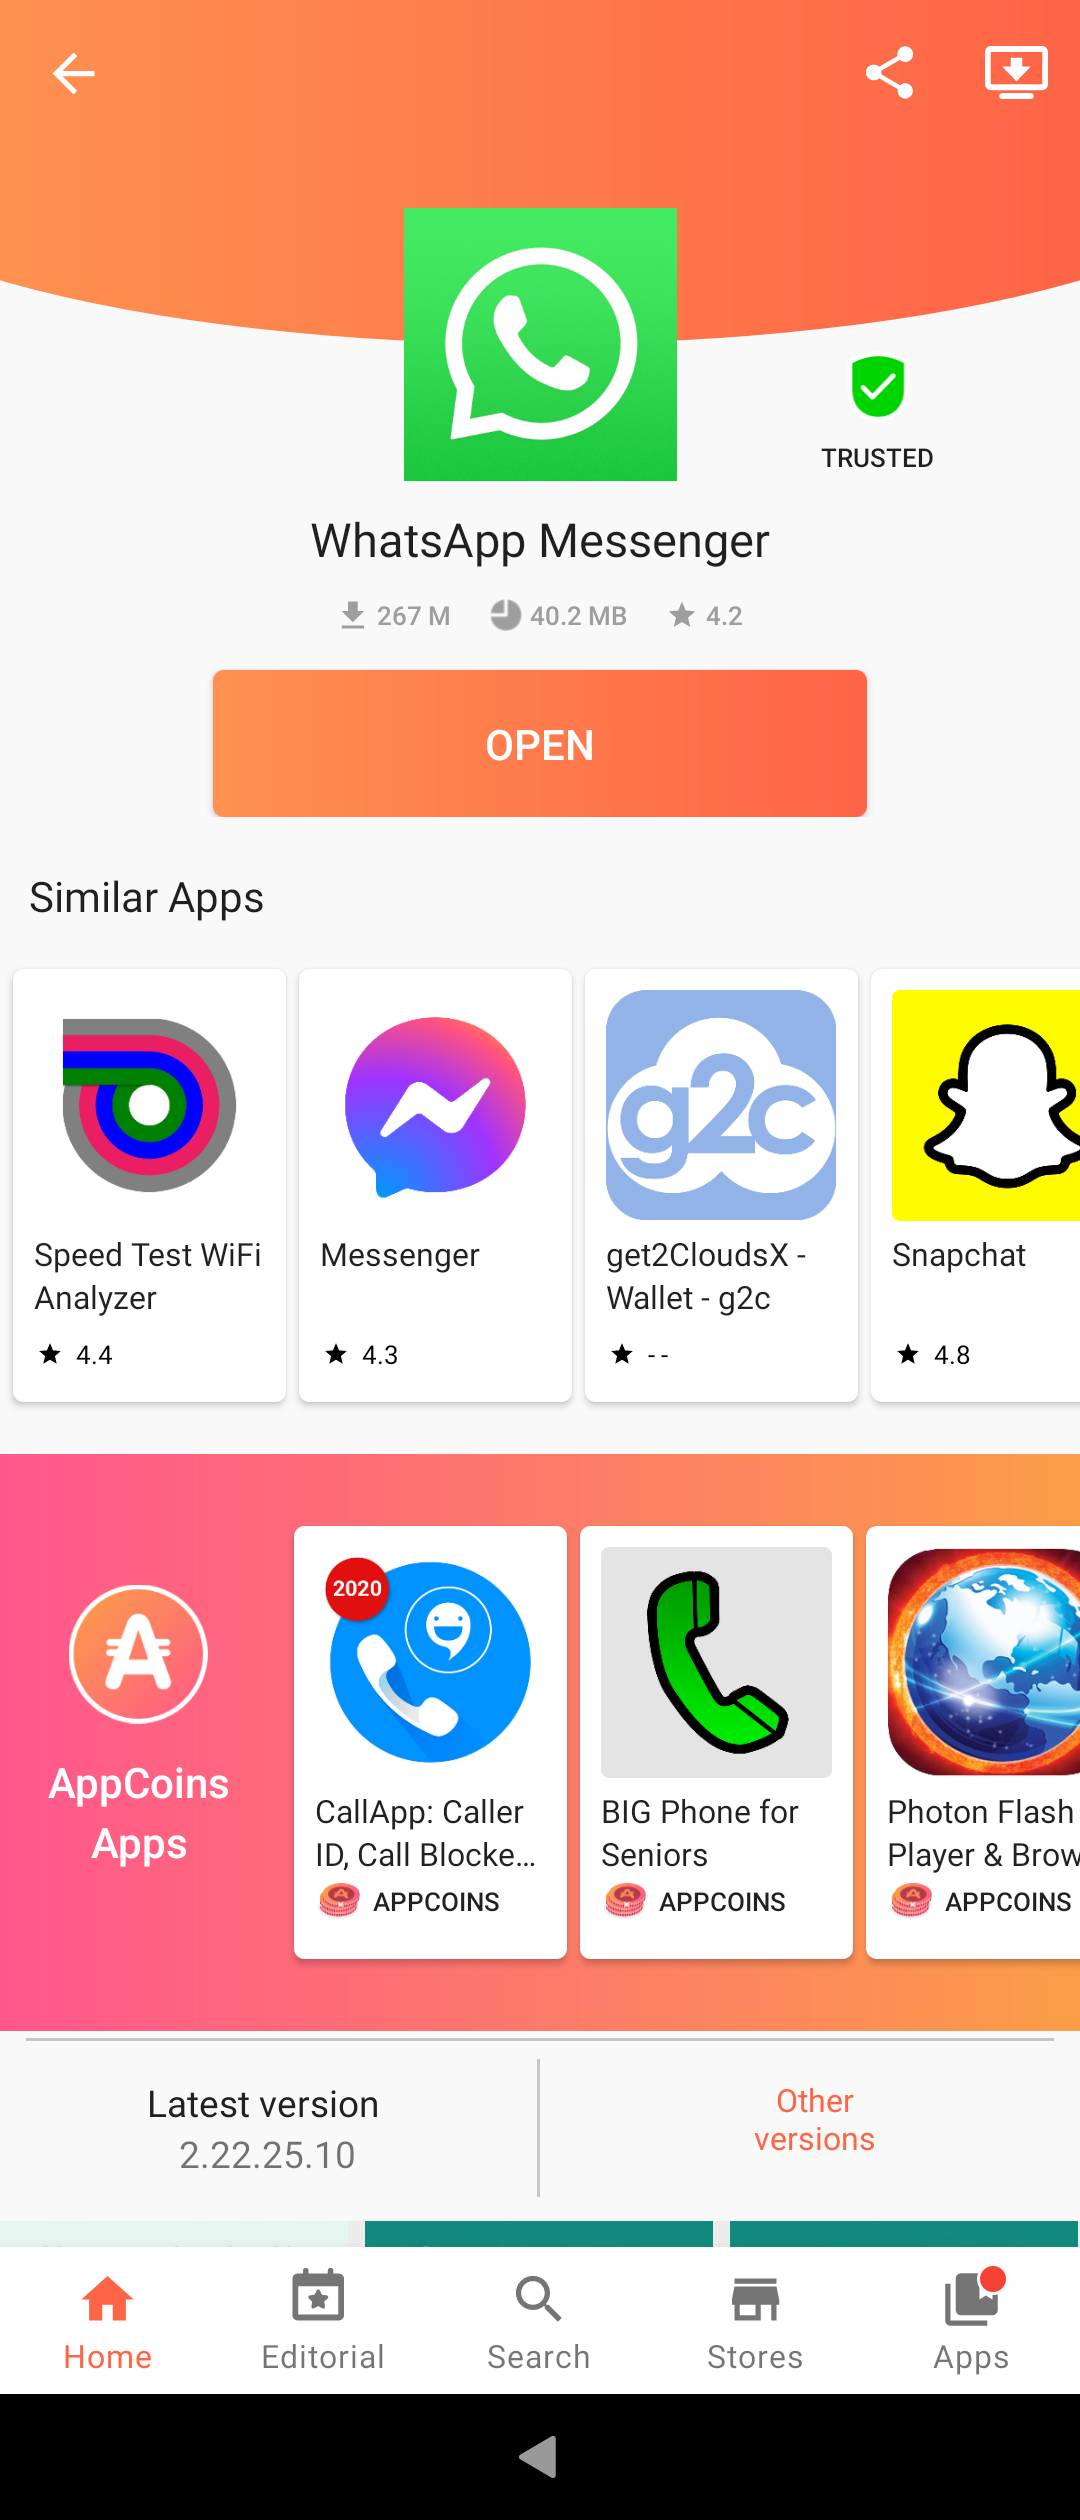 TRUSTED
WhatsApp Messenger
267 M 40.2 MB 4.2
OPEN
Similar Apps
g2c
Speed Test WiFi
Analyzer
4.4
Messenger
4.3
get2CloudsX -
Wallet - g2c
--
Snapchat
4.8
AppCoins
Apps
2020
CallApp: Caller
ID, Call Blocke...
APPCOINS
BIG Phone for
Seniors
APPCOINS
Photon Flash
Player & Brow
APPCOINS
Latest version
2.22.25.10
Other
versions
Home
Editorial
Search
Stores
Apps